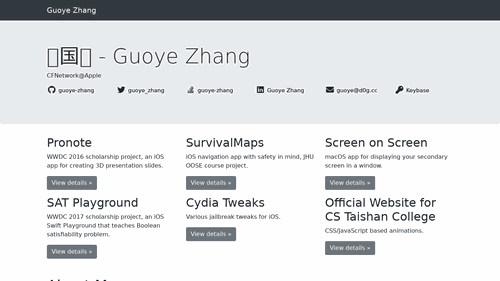 Guoye Zhang
国 - Guoye Zhang
CFNetwork@Apple
guoye-zhang
guoye_zhang
guoye-zhang
Guoye Zhang
guoye@d0g.cc
Keybase
Pronote
WWDC 2016 scholarship project, an iOS
app for creating 3D presentation slides.
View details »
SurvivalMaps
iOS navigation app with safety in mind, JHU
OOSE course project.
View details »
Screen on Screen
macOS app for displaying your secondary
screen in a window.
View details »
SAT Playground
WWDC 2017 scholarship project, an iOS
Swift Playground that teaches Boolean
satisfiability problem.
View details »
Cydia Tweaks
Various jailbreak tweaks for iOS.
View details »
Official Website for
CS Taishan College
CSS/JavaScript based animations.
View details »